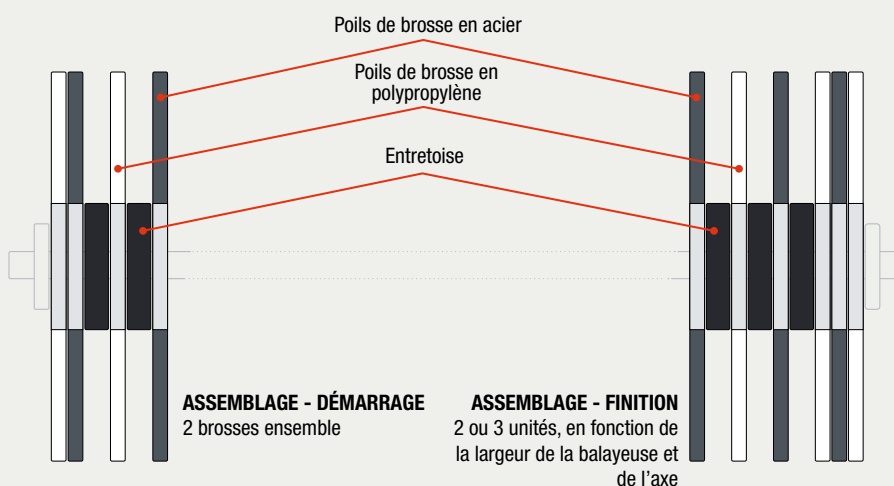 Poils de brosse en acier
Poils de brosse en
polypropylène
Entretoise
ASSEMBLAGE - DÉMARRAGE
2 brosses ensemble
ASSEMBLAGE - FINITION
2 ou 3 unités, en fonction de
la largeur de la balayeuse et
de l’axe